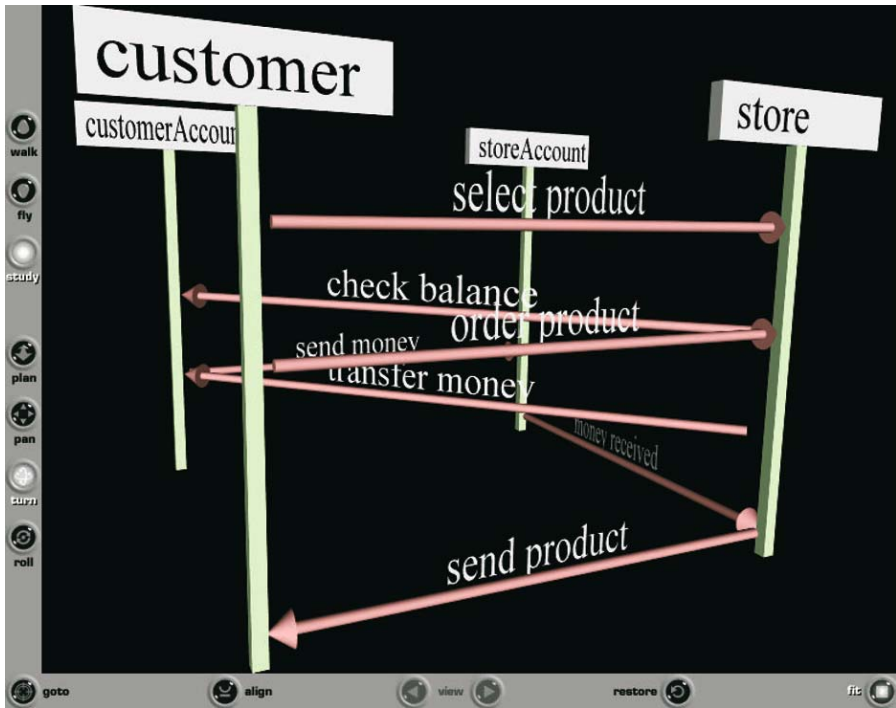 customer
customerAccoun
storeAccount
store
select product
check balance
order product
send money
transfer money
money received
send product
walk
fly
study
plan
pan
turn
roll
goto
align
view
restore
fit